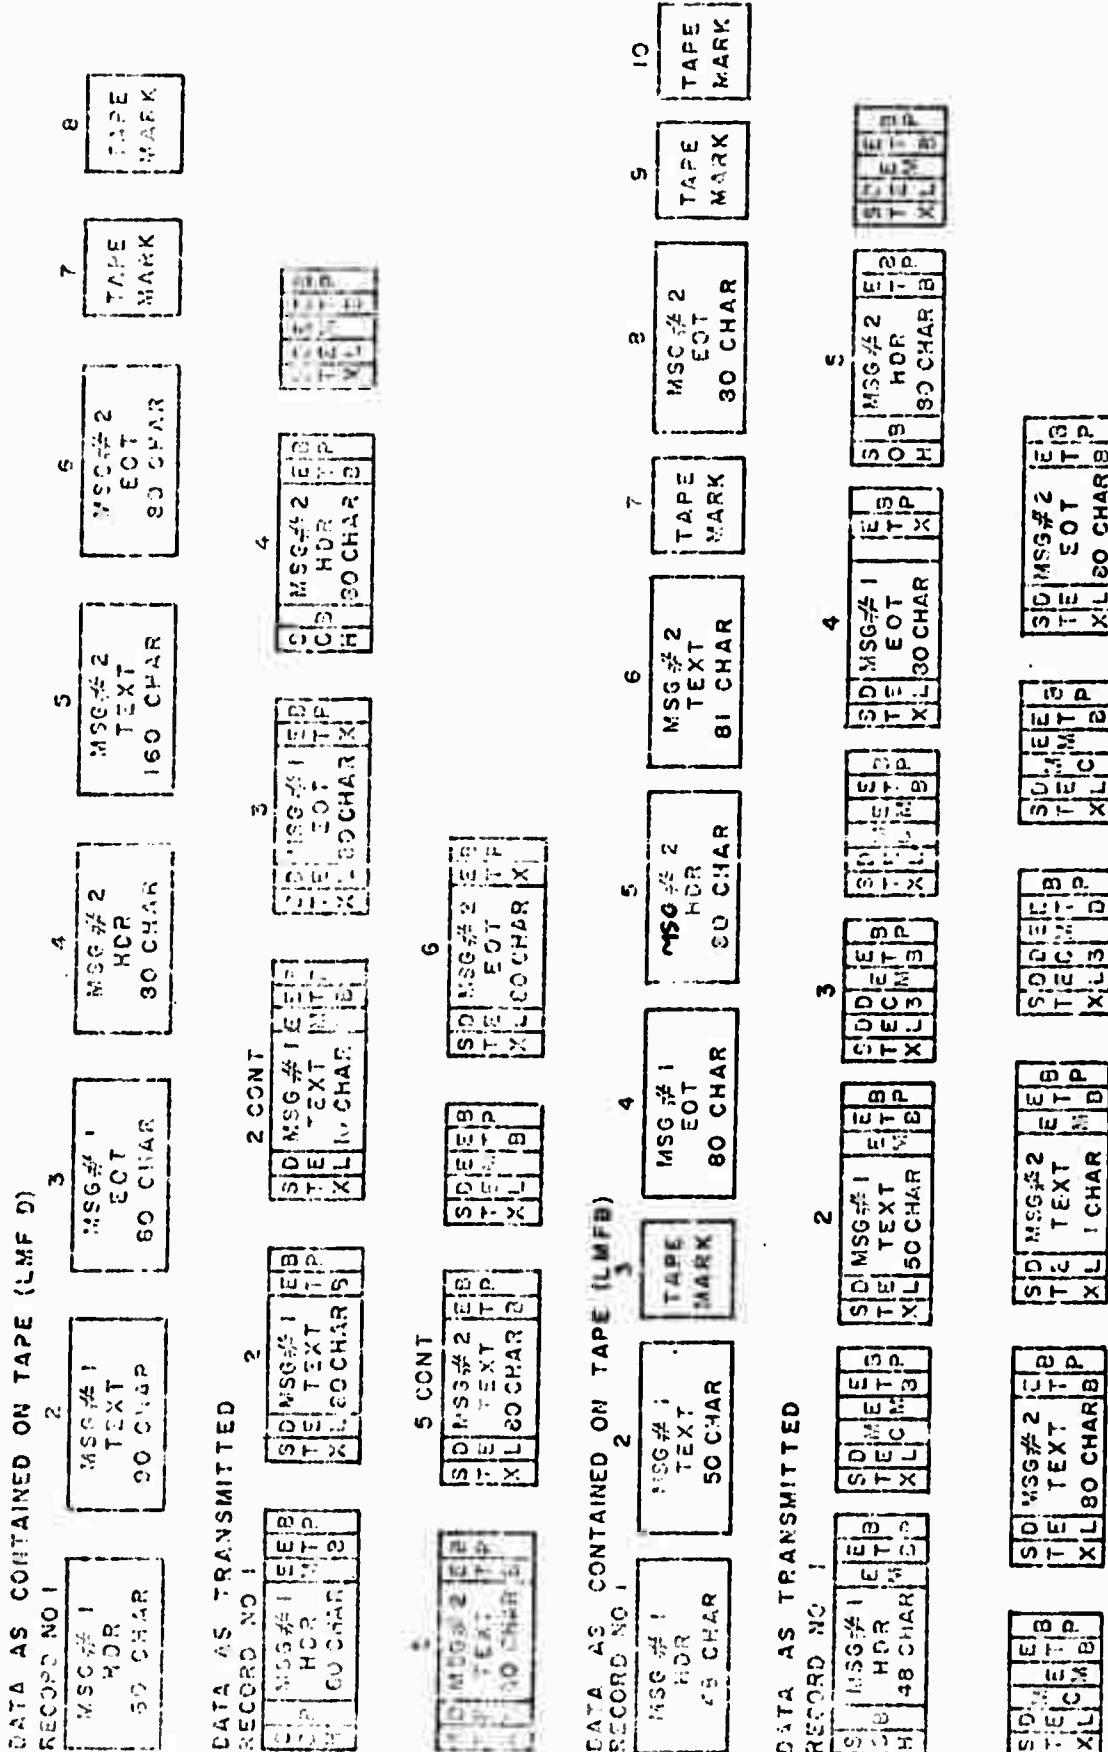 DATA AS CONTAINED ON TAPE (LMF D)
RECORD NO 1
MSG# 1
HDR
60 CHAR
2
MSG# 1
TEXT
90 CHAR
3
MSG# 1
EOT
80 CHAR
4
MSG# 2
HDR
80 CHAR
5
MSG# 2
TEXT
160 CHAR
6
MSG# 2
EOT
80 CHAR
7
TAPE
MARK
8
TAPE
MARK
DATA AS TRANSMITTED
RECORD NO 1
MSG# 1 E E B
HDR M T P
60 CHAR B
2
S D MSG# 1 E B
T E TEXT T P
X L 80 CHAR B
2 CONT
S D MSG# 1 E E B
T E TEXT M T P
X L 10 CHAR B
3
S D MSG# 1 E B
T E EOT T P
X L 80 CHAR X
4
S MSG# 2 E B
O B HDR T P
H 80 CHAR B
MSG# 2 E B
TEXT T P
80 CHAR B
5 CONT
S D MSG# 2 E B
T E TEXT T P
X L 80 CHAR B
S D E E B
T E M T P
X L B
6
S D MSG# 2 E B
T E EOT T P
X L 80 CHAR X
DATA AS CONTAINED ON TAPE (LMFB)
RECORD NO 1
MSG # 1
HDR
48 CHAR
2
MSG# 1
TEXT
50 CHAR
3
TAPE
MARK
4
MSG # 1
EOT
80 CHAR
5
MSG # 2
HDR
80 CHAR
6
MSG # 2
TEXT
81 CHAR
7
TAPE
MARK
8
MSG # 2
EOT
80 CHAR
9
TAPE
MARK
10
TAPE
MARK
DATA AS TRANSMITTED
RECORD NO 1
S MSG# 1 E E B
O B HDR M T P
H 48 CHAR B
S D M E E B
T E C M T P
X L B
2
S D MSG# 1 E E B
T E TEXT M T P
X L 50 CHAR B
3
S D D E E B
T E C M T P
X L 3 B
S D M E E B
T E C M T P
X L B
4
S D MSG# 1 E B
T E EOT T P
X L 80 CHAR X
5
S MSG# 2 E B
O B HDR T P
H 80 CHAR B
S D E E B
T E M T P
X L B
S D M E E B
T E C M T P
X L B
S D MSG# 2 E B
T E TEXT T P
X L 80 CHAR B
S D MSG# 2 E E B
T E TEXT M T P
X L 1 CHAR B
S D D E E B
T E C M T P
X L 3 B
S D M E E B
T E C M T P
X L B
S D MSG# 2 E B
T E EOT T P
X L 80 CHAR B